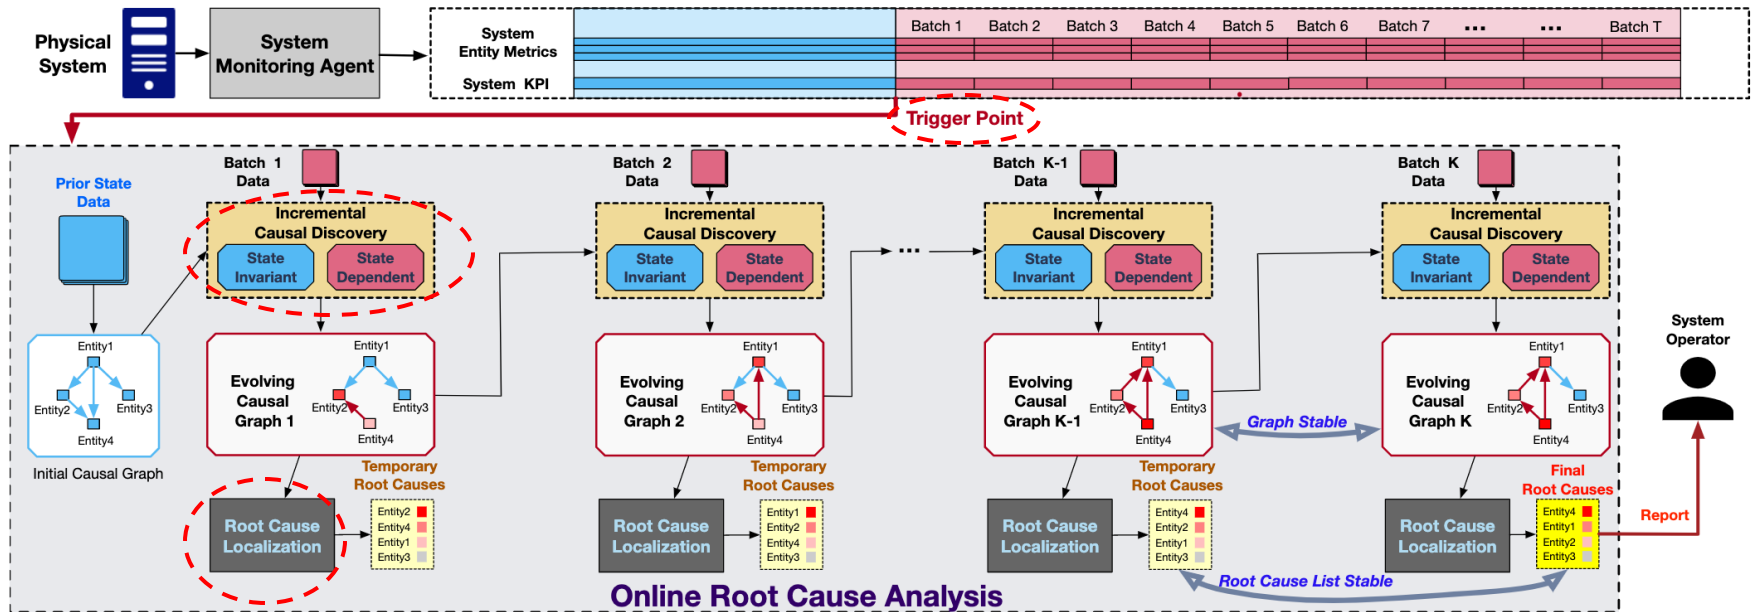 Physical
System
System
Monitoring Agent
System
Entity Metrics
System KPI
Batch 1
Batch 2
Batch 3
Batch 4
Batch 5
Batch 6
Batch 7
...
...
Batch T
Trigger Point
Prior State
Data
Initial Causal Graph
Entity1
Entity2
Entity3
Entity4
Batch 1
Data
Incremental
Causal Discovery
State
Invariant
State
Dependent
Evolving
Causal
Graph 1
Entity1
Entity2
Entity3
Entity4
Root Cause
Localization
Temporary
Root Causes
Entity2
Entity4
Entity1
Entity3
Batch 2
Data
Incremental
Causal Discovery
State
Invariant
State
Dependent
Evolving
Causal
Graph 2
Entity1
Entity2
Entity3
Entity4
Root Cause
Localization
Temporary
Root Causes
Entity1
Entity2
Entity4
Entity3
...
Batch K-1
Data
Incremental
Causal Discovery
State
Invariant
State
Dependent
Evolving
Causal
Graph K-1
Entity1
Entity2
Entity3
Entity4
Root Cause
Localization
Temporary
Root Causes
Entity4
Entity2
Entity1
Entity3
Graph Stable
Batch K
Data
Incremental
Causal Discovery
State
Invariant
State
Dependent
Evolving
Causal
Graph K
Entity1
Entity2
Entity3
Entity4
Root Cause
Localization
Final
Root Causes
Entity4
Entity1
Entity2
Entity3
Root Cause List Stable
Report
System
Operator
Online Root Cause Analysis